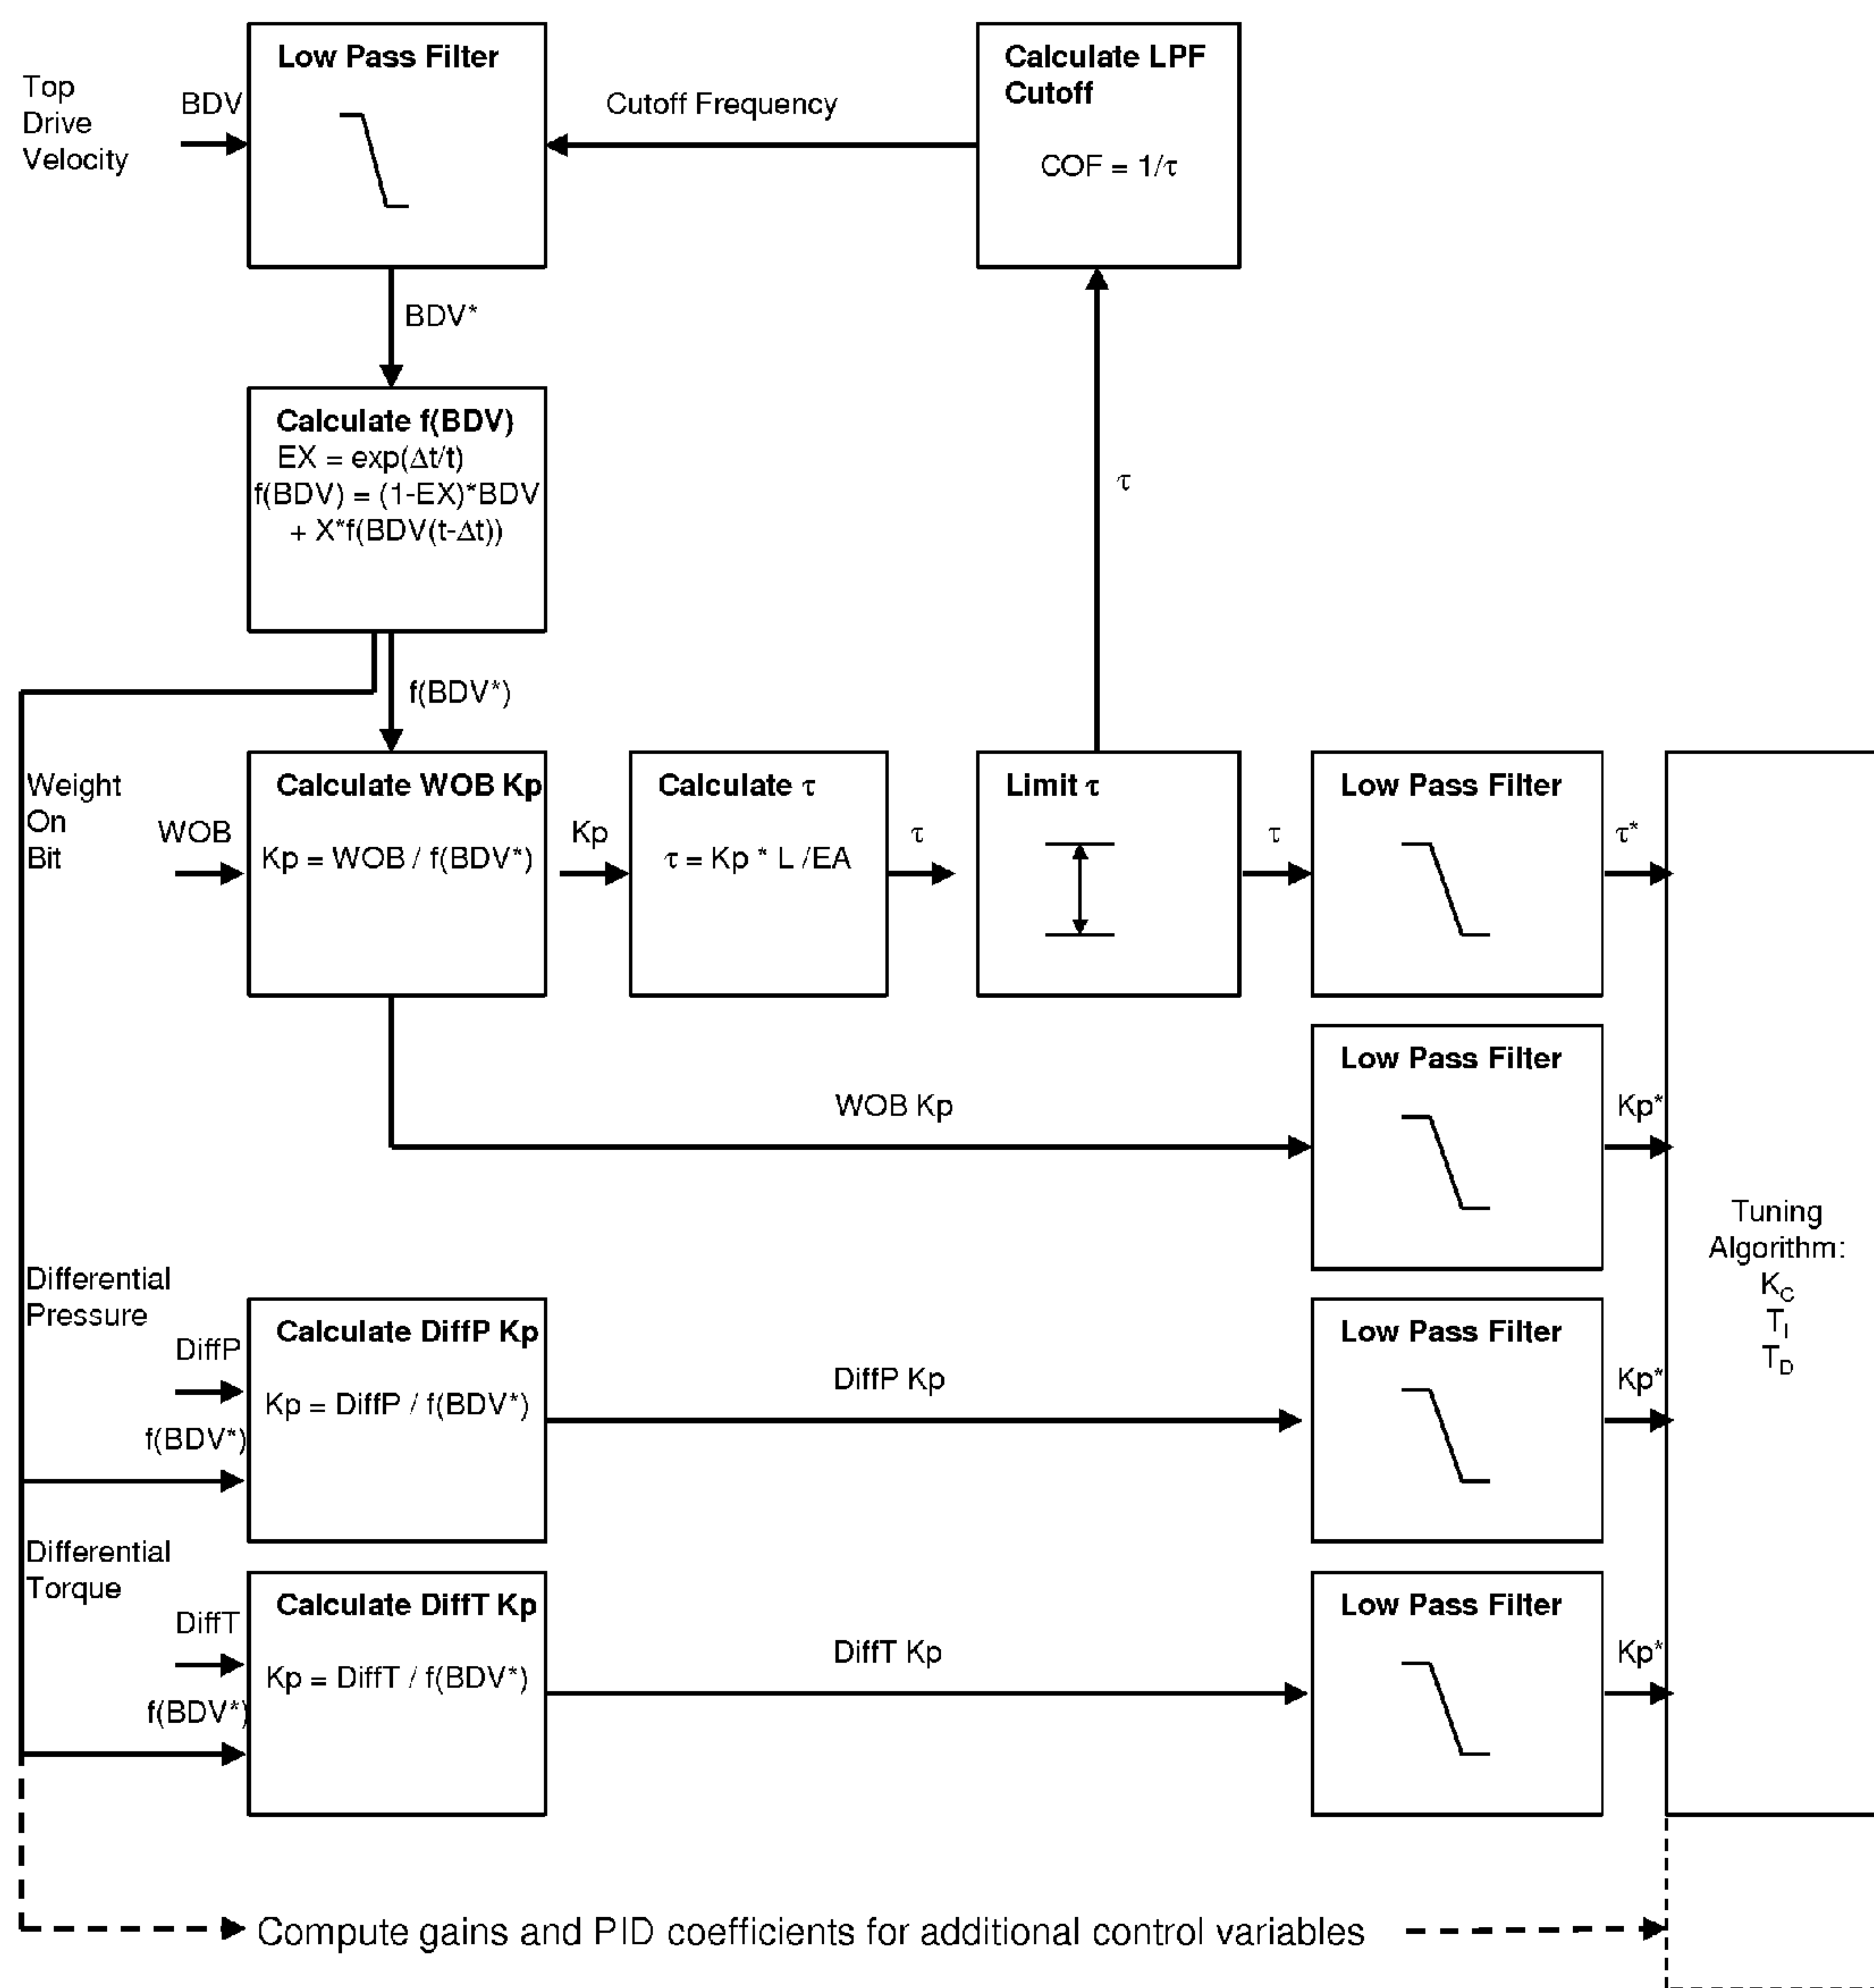 Top
Drive
Velocity
BDV
Low Pass Filter
Cutoff Frequency
Calculate LPF
Cutoff
COF = 1/τ
BDV*
Calculate f(BDV)
EX = exp(Δt/t)
f(BDV) = (1-EX)*BDV
+ X*f(BDV(t-Δt))
τ
f(BDV*)
Weight
On
Bit
WOB
Calculate WOB Kp
Kp = WOB / f(BDV*)
Kp
Calculate τ
τ = Kp * L /EA
τ
Limit τ
τ
Low Pass Filter
τ*
WOB Kp
Low Pass Filter
Kp*
Tuning
Algorithm:
K_C
T_I
T_D
Differential
Pressure
DiffP
f(BDV*)
Calculate DiffP Kp
Kp = DiffP / f(BDV*)
DiffP Kp
Low Pass Filter
Kp*
Differential
Torque
DiffT
f(BDV*)
Calculate DiffT Kp
Kp = DiffT / f(BDV*)
DiffT Kp
Low Pass Filter
Kp*
Compute gains and PID coefficients for additional control variables